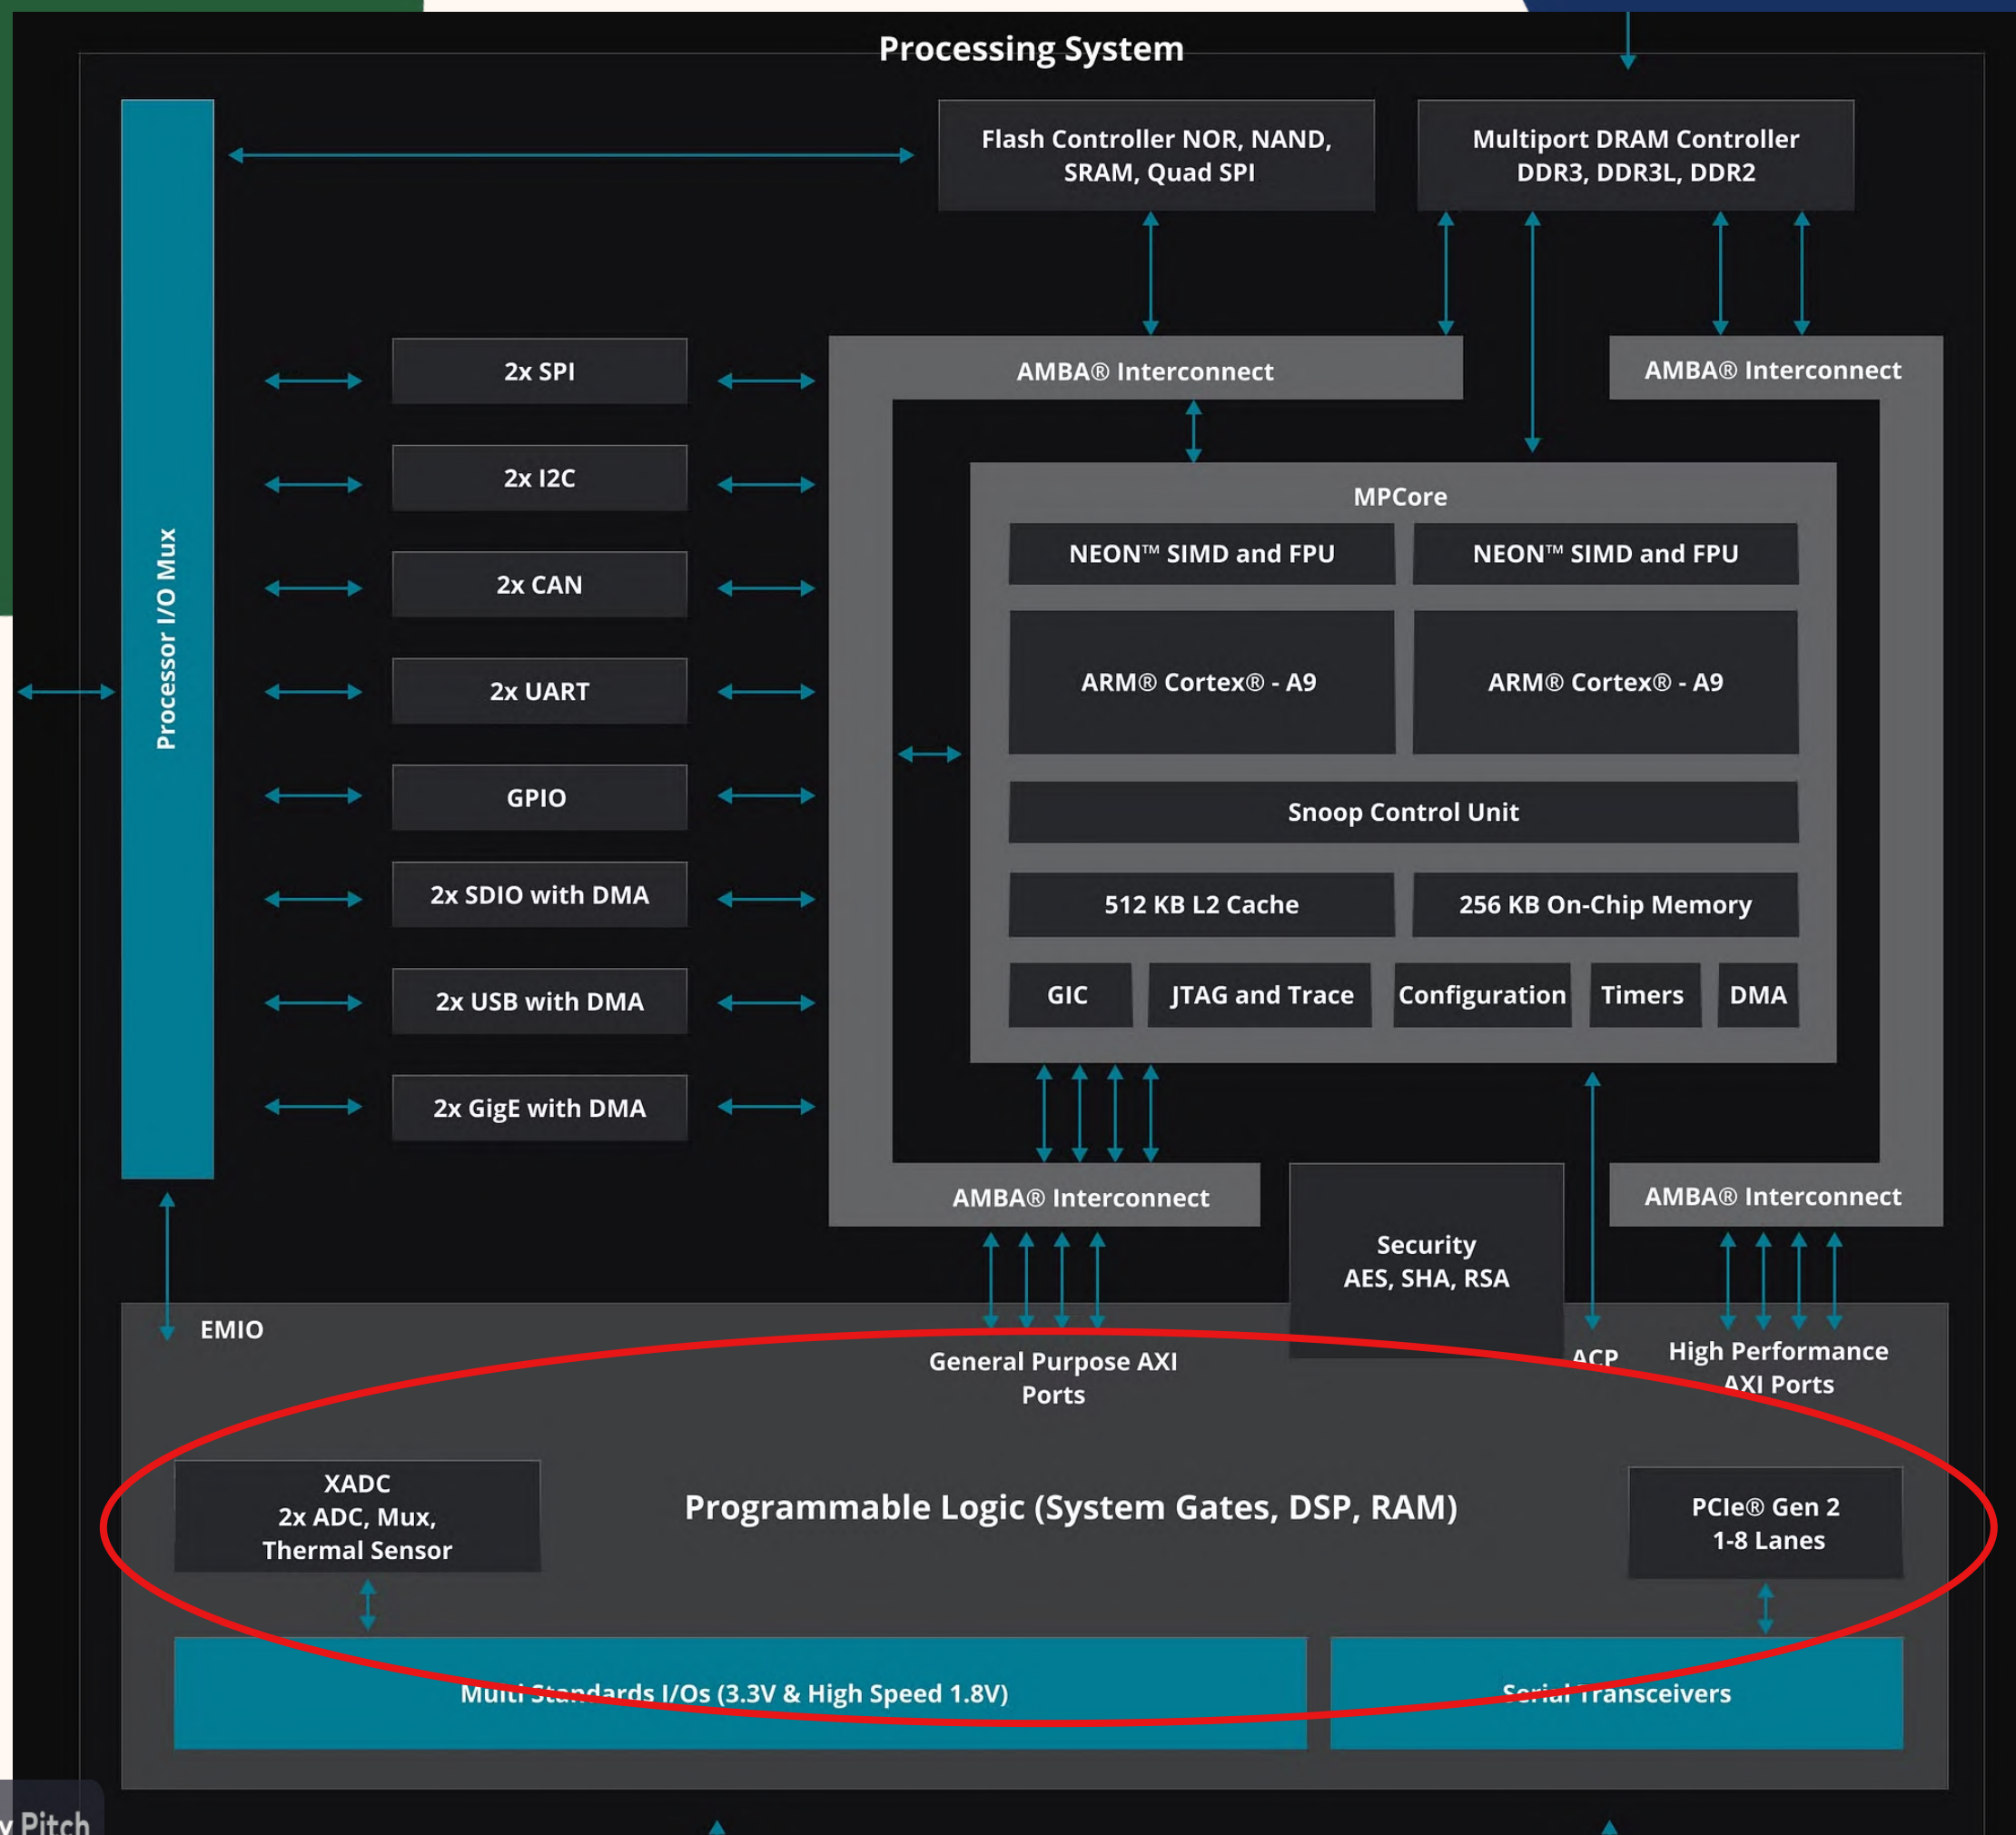 Processing System
Flash Controller NOR, NAND,
SRAM, Quad SPI
Multiport DRAM Controller
DDR3, DDR3L, DDR2
Processor I/O Mux
2x SPI
2x I2C
2x CAN
2x UART
GPIO
2x SDIO with DMA
2x USB with DMA
2x GigE with DMA
AMBA® Interconnect
AMBA® Interconnect
MPCore
NEON™ SIMD and FPU
NEON™ SIMD and FPU
ARM® Cortex® - A9
ARM® Cortex® - A9
Snoop Control Unit
512 KB L2 Cache
256 KB On-Chip Memory
GIC
JTAG and Trace
Configuration
Timers
DMA
AMBA® Interconnect
AMBA® Interconnect
Security
AES, SHA, RSA
EMIO
General Purpose AXI
Ports
ACP
High Performance
AXI Ports
XADC
2x ADC, Mux,
Thermal Sensor
Programmable Logic (System Gates, DSP, RAM)
PCIe® Gen 2
1-8 Lanes
Multi Standards I/Os (3.3V & High Speed 1.8V)
Serial Transceivers
Pitch